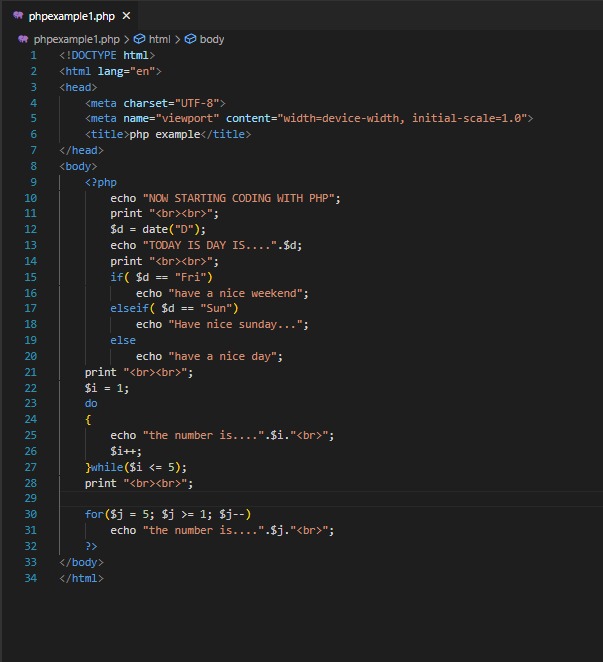 phpexample1.php ×
phpexample1.php > html > body
1 <!DOCTYPE html>
2 <html lang="en">
3 <head>
4 <meta charset="UTF-8">
5 <meta name="viewport" content="width=device-width, initial-scale=1.0">
6 <title>php example</title>
7 </head>
8 <body>
9 <?php
10 echo "NOW STARTING CODING WITH PHP";
11 print "<br><br>";
12 $d = date("D");
13 echo "TODAY IS DAY IS....".$d;
14 print "<br><br>";
15 if( $d == "Fri")
16 echo "have a nice weekend";
17 elseif( $d == "Sun")
18 echo "Have nice sunday...";
19 else
20 echo "have a nice day";
21 print "<br><br>";
22 $i = 1;
23 do
24 {
25 echo "the number is....".$i."<br>";
26 $i++;
27 }while($i <= 5);
28 print "<br><br>";
29
30 for($j = 5; $j >= 1; $j--)
31 echo "the number is....".$j."<br>";
32 ?>
33 </body>
34 </html>